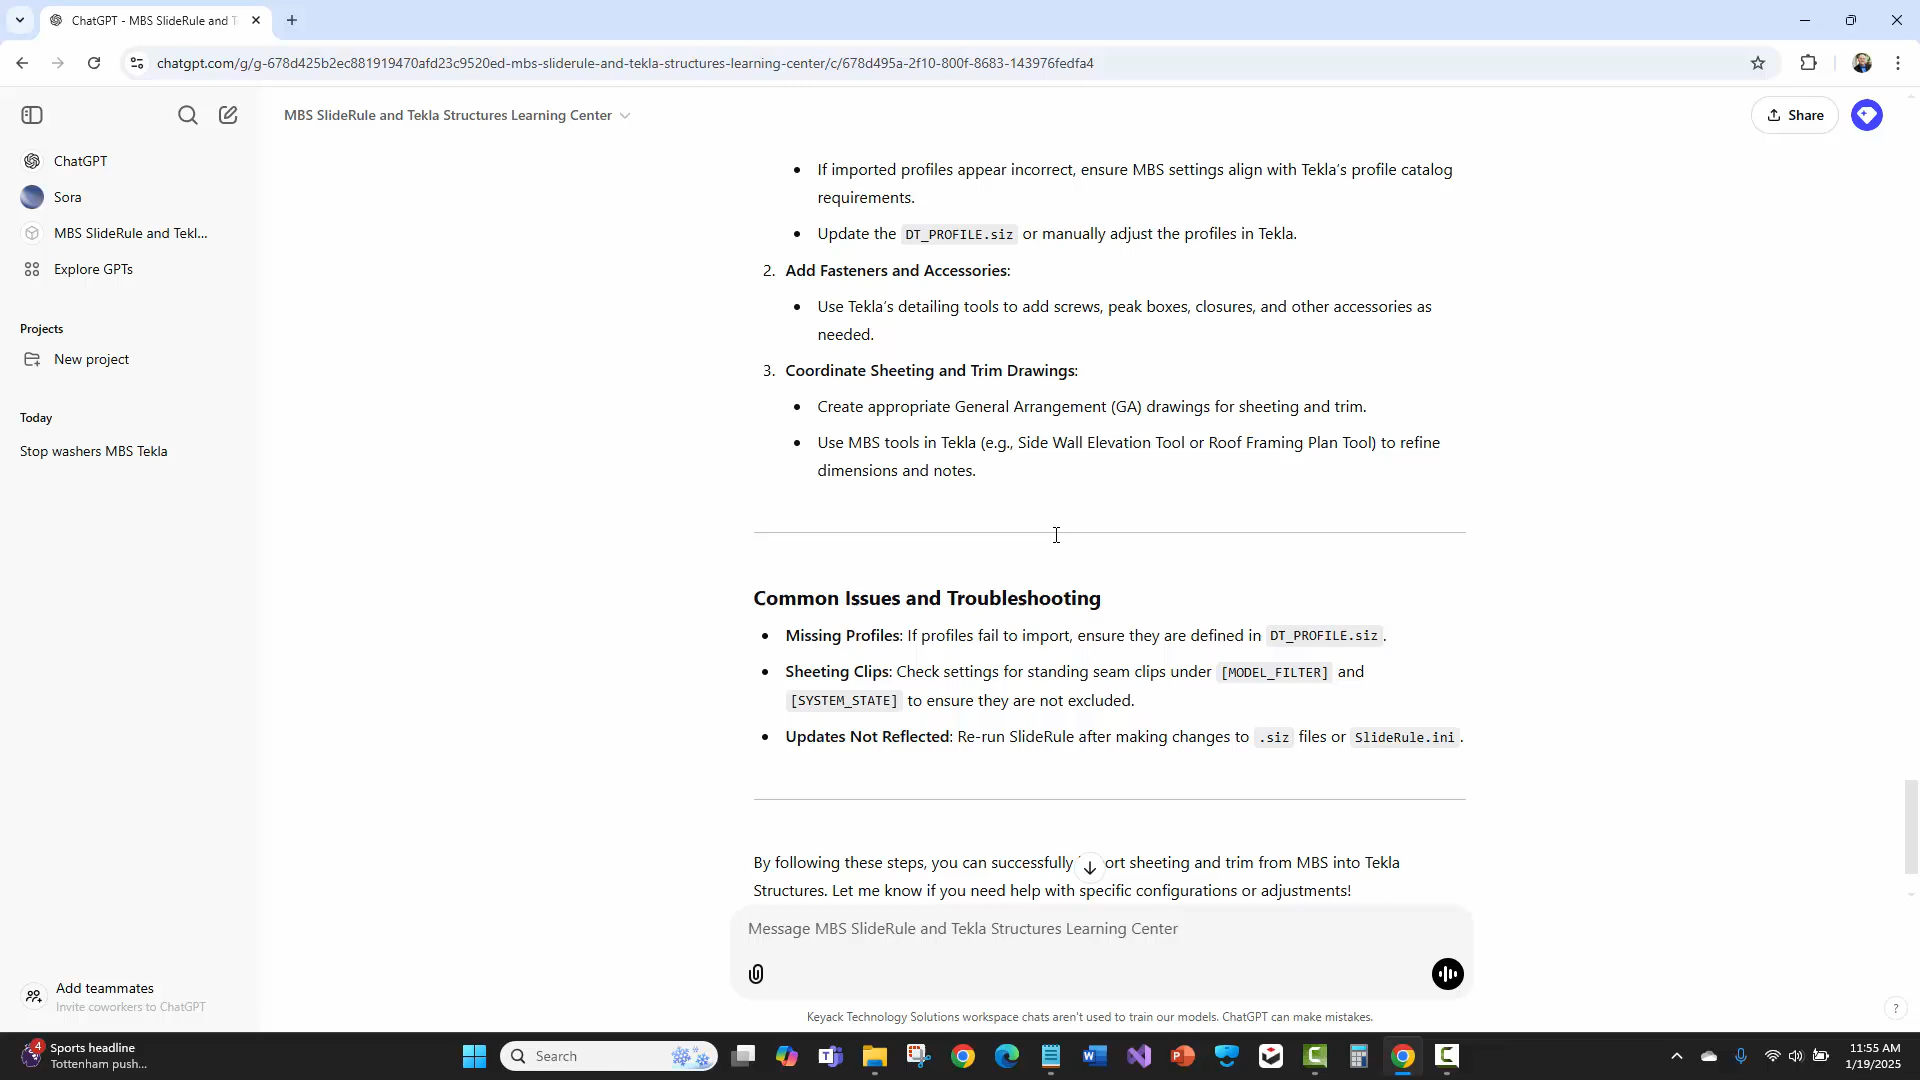 ChatGPT - MBS SlideRule and T
chatgpt.com/g/g-678d425b2ec881919470afd23c9520ed-mbs-sliderule-and-tekla-structures-learning-center/c/678d495a-2f10-800f-8683-143976fedfa4
MBS SlideRule and Tekla Structures Learning Center
Share
ChatGPT
Sora
MBS SlideRule and Tekl...
Explore GPTs
Projects
New project
Today
Stop washers MBS Tekla
Add teammates
Invite coworkers to ChatGPT
• If imported profiles appear incorrect, ensure MBS settings align with Tekla's profile catalog
requirements.
• Update the DT_PROFILE.siz or manually adjust the profiles in Tekla.
2. Add Fasteners and Accessories:
• Use Tekla's detailing tools to add screws, peak boxes, closures, and other accessories as
needed.
3. Coordinate Sheeting and Trim Drawings:
• Create appropriate General Arrangement (GA) drawings for sheeting and trim.
• Use MBS tools in Tekla (e.g., Side Wall Elevation Tool or Roof Framing Plan Tool) to refine
dimensions and notes.
Common Issues and Troubleshooting
• Missing Profiles: If profiles fail to import, ensure they are defined in DT_PROFILE.siz.
• Sheeting Clips: Check settings for standing seam clips under [MODEL_FILTER] and
[SYSTEM_STATE] to ensure they are not excluded.
• Updates Not Reflected: Re-run SlideRule after making changes to .siz files or SlideRule.ini.
By following these steps, you can successfully ort sheeting and trim from MBS into Tekla
Structures. Let me know if you need help with specific configurations or adjustments!
Message MBS SlideRule and Tekla Structures Learning Center
Keyack Technology Solutions workspace chats aren't used to train our models. ChatGPT can make mistakes.
?
4
Sports headline
Tottenham push...
Search
11:55 AM
1/19/2025